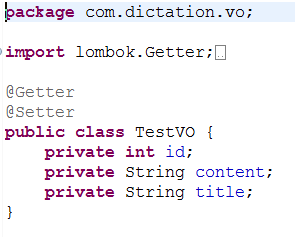 package com.dictation.vo;
import lombok.Getter;
@Getter
@Setter
public class TestVO {
private int id;
private String content;
private String title;
}